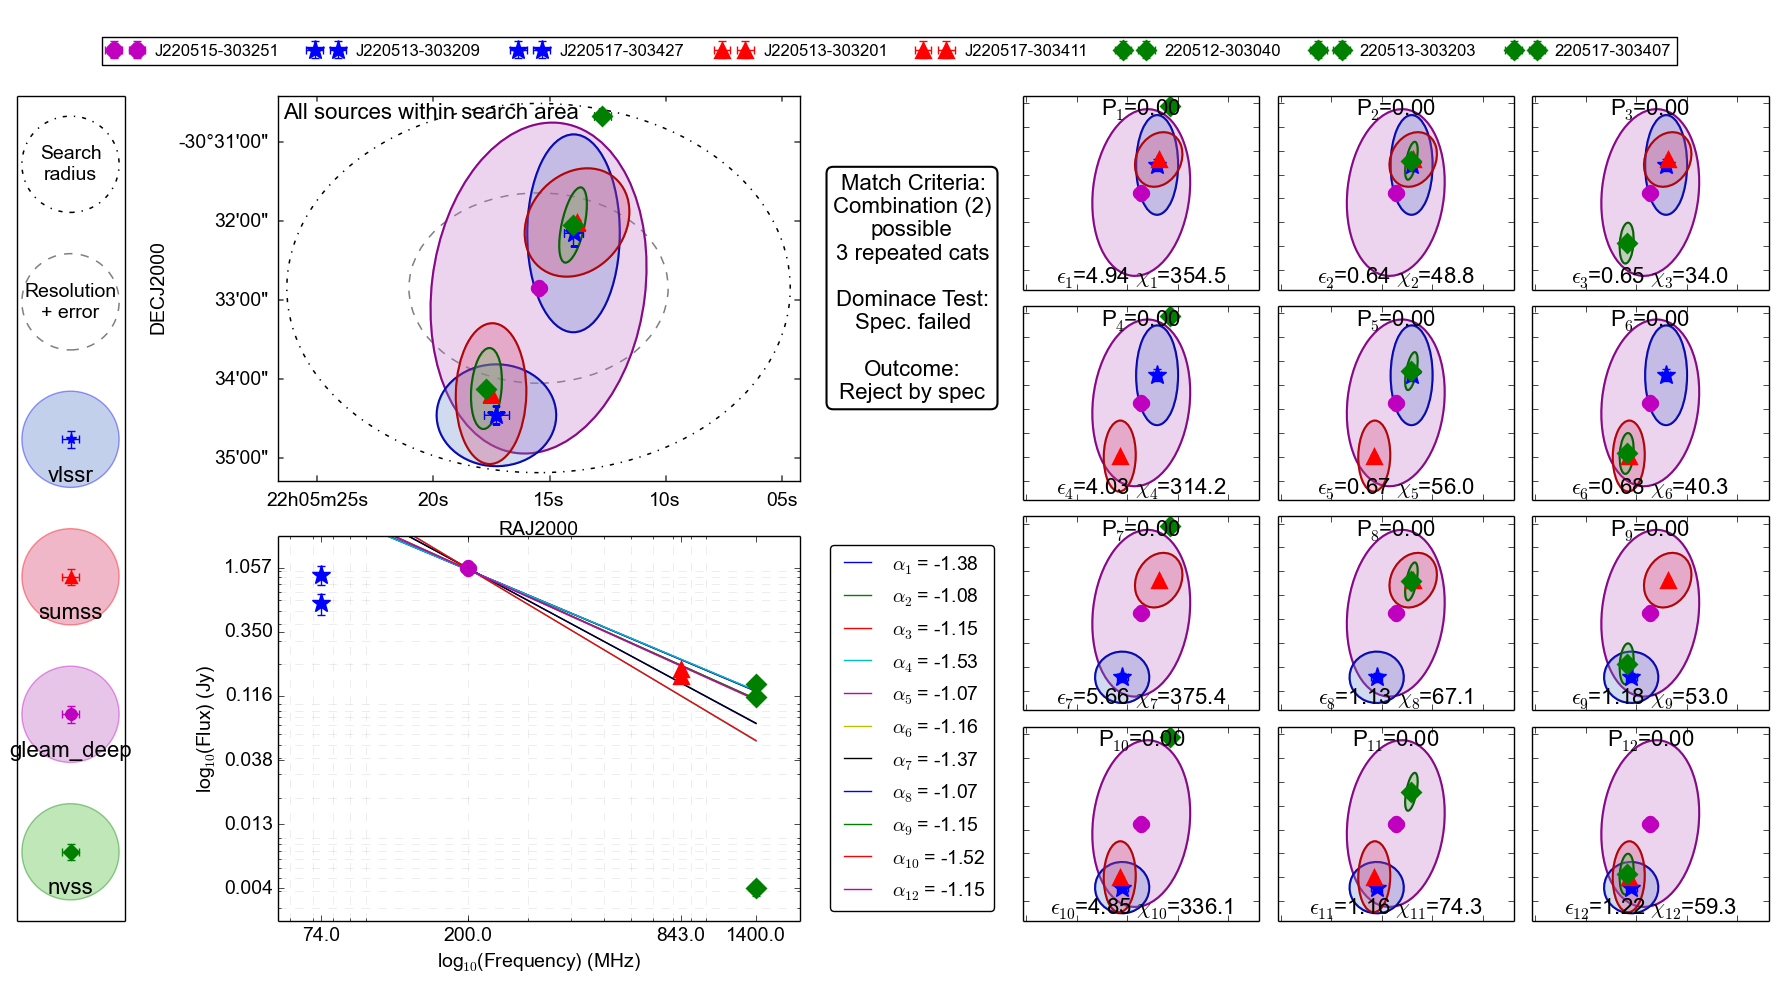 J220515-303251 J220513-303209 J220517-303427 J220513-303201 J220517-303411 220512-303040 220513-303203 220517-303407
Search
radius
Resolution
+ error
vlssr
sumss
gleam_deep
nvss
All sources within search area
DECJ2000
-30°31'00"
32'00"
33'00"
34'00"
35'00"
22h05m25s 20s 15s 10s 05s
RAJ2000
Match Criteria:
Combination (2)
possible
3 repeated cats
Dominace Test:
Spec. failed
Outcome:
Reject by spec
log₁₀(Flux) (Jy)
1.057
0.350
0.116
0.038
0.013
0.004
74.0 200.0 843.0 1400.0
log₁₀(Frequency) (MHz)
α₁ = -1.38
α₂ = -1.08
α₃ = -1.15
α₄ = -1.53
α₅ = -1.07
α₆ = -1.16
α₇ = -1.37
α₈ = -1.07
α₉ = -1.15
α₁₀ = -1.52
α₁₂ = -1.15
P₁=0.00
ϵ₁=4.94 χ₁=354.5
P₂=0.00
ϵ₂=0.64 χ₂=48.8
P₃=0.00
ϵ₃=0.65 χ₃=34.0
P₄=0.00
ϵ₄=4.03 χ₄=314.2
P₅=0.00
ϵ₅=0.67 χ₅=56.0
P₆=0.00
ϵ₆=0.68 χ₆=40.3
P₇=0.00
ϵ₇=5.66 χ₇=375.4
P₈=0.00
ϵ₈=1.13 χ₈=67.1
P₉=0.00
ϵ₉=1.18 χ₉=53.0
P₁₀=0.00
ϵ₁₀=4.85 χ₁₀=336.1
P₁₁=0.00
ϵ₁₁=1.16 χ₁₁=74.3
P₁₂=0.00
ϵ₁₂=1.22 χ₁₂=59.3